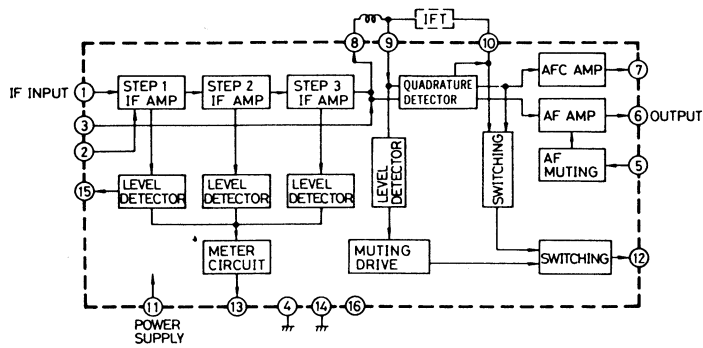 IFT
8
9
10
IF INPUT
1
STEP 1
IF AMP
STEP 2
IF AMP
STEP 3
IF AMP
QUADRATURE
DETECTOR
AFC AMP
7
3
AF AMP
6
OUTPUT
2
LEVEL
DETECTOR
SWITCHING
AF
MUTING
5
15
LEVEL
DETECTOR
LEVEL
DETECTOR
LEVEL
DETECTOR
METER
CIRCUIT
MUTING
DRIVE
SWITCHING
12
11
13
4
14
16
POWER
SUPPLY